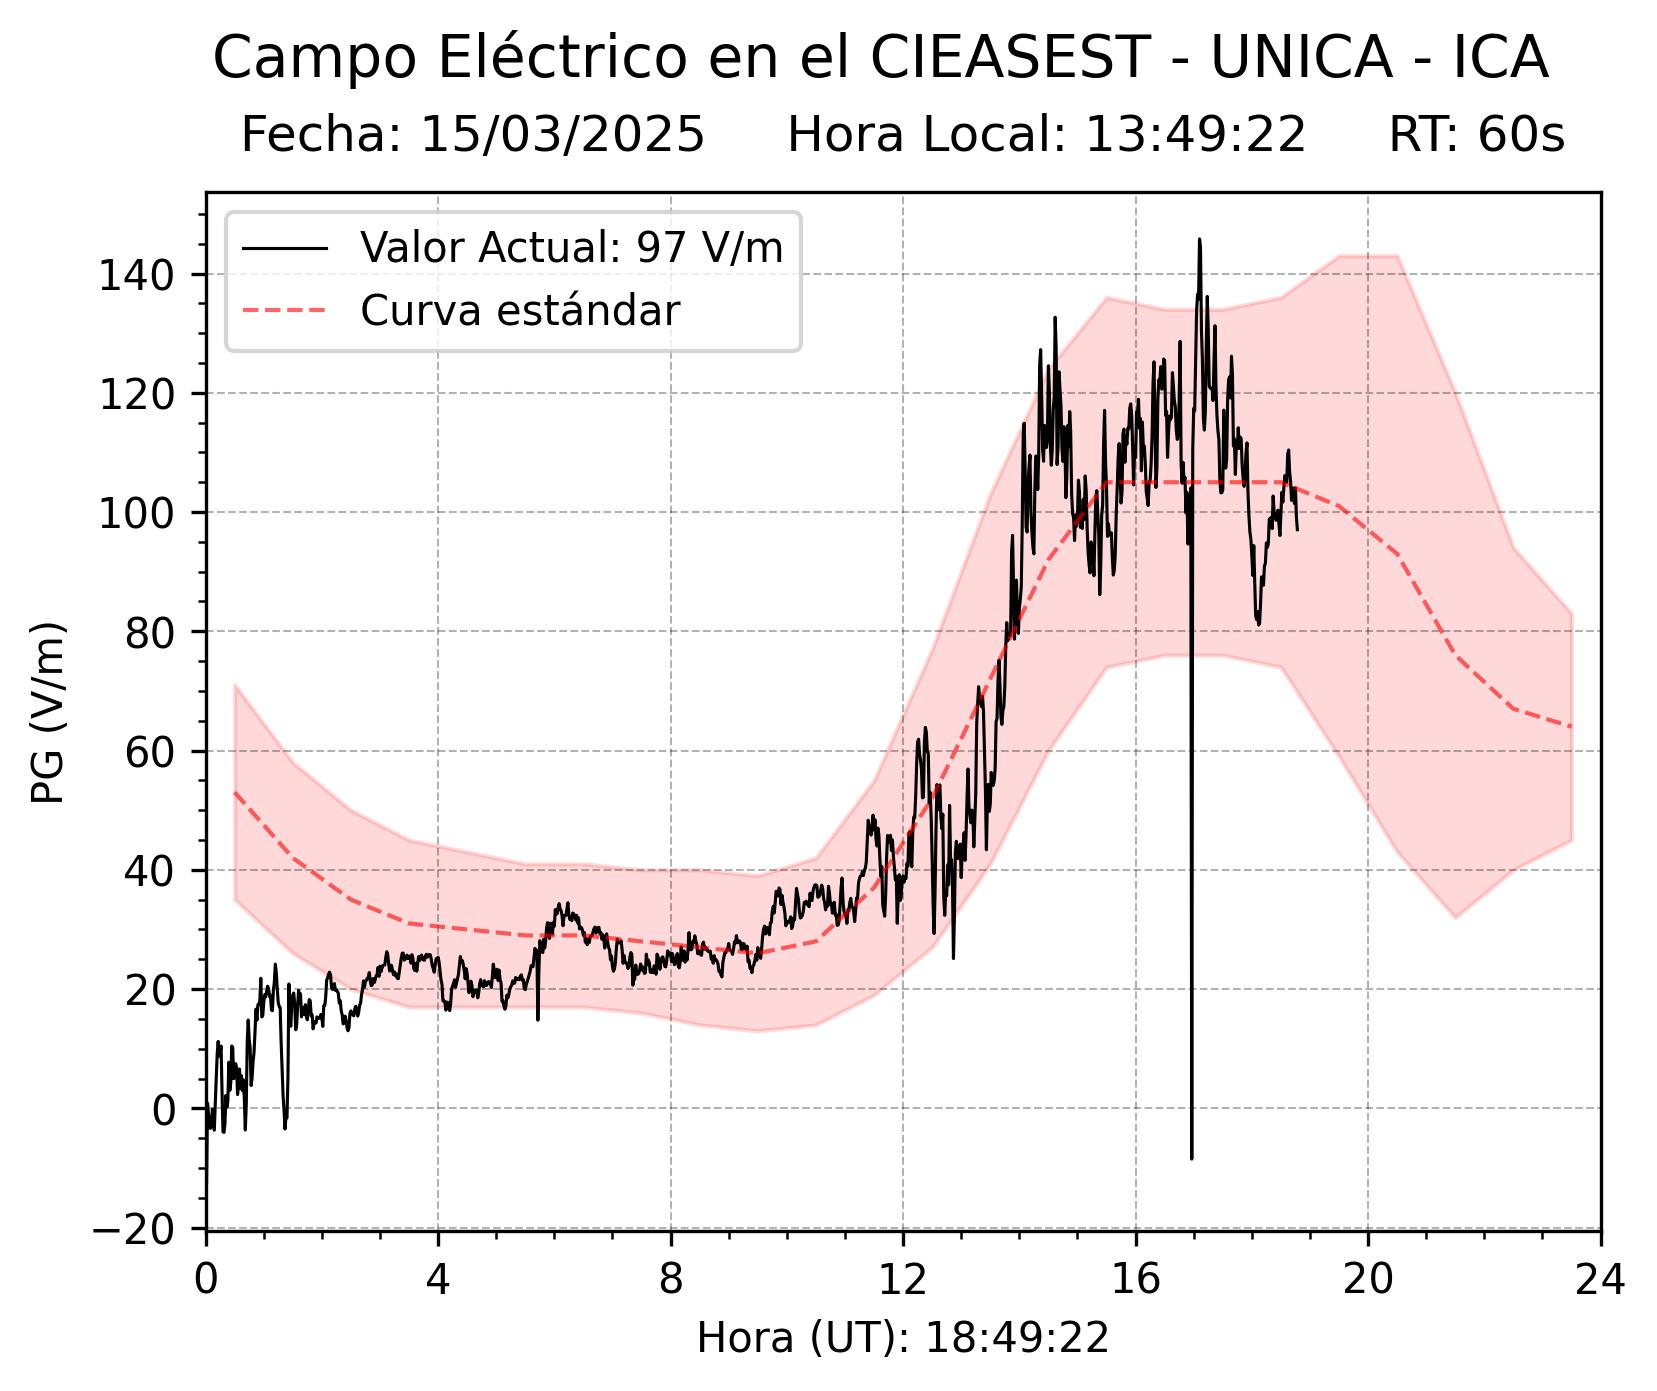 Campo Eléctrico en el CIEASEST - UNICA - ICA
Fecha: 15/03/2025 Hora Local: 13:49:22 RT: 60s
Valor Actual: 97 V/m
Curva estándar
140
120
100
80
60
40
20
0
−20
PG (V/m)
0 4 8 12 16 20 24
Hora (UT): 18:49:22